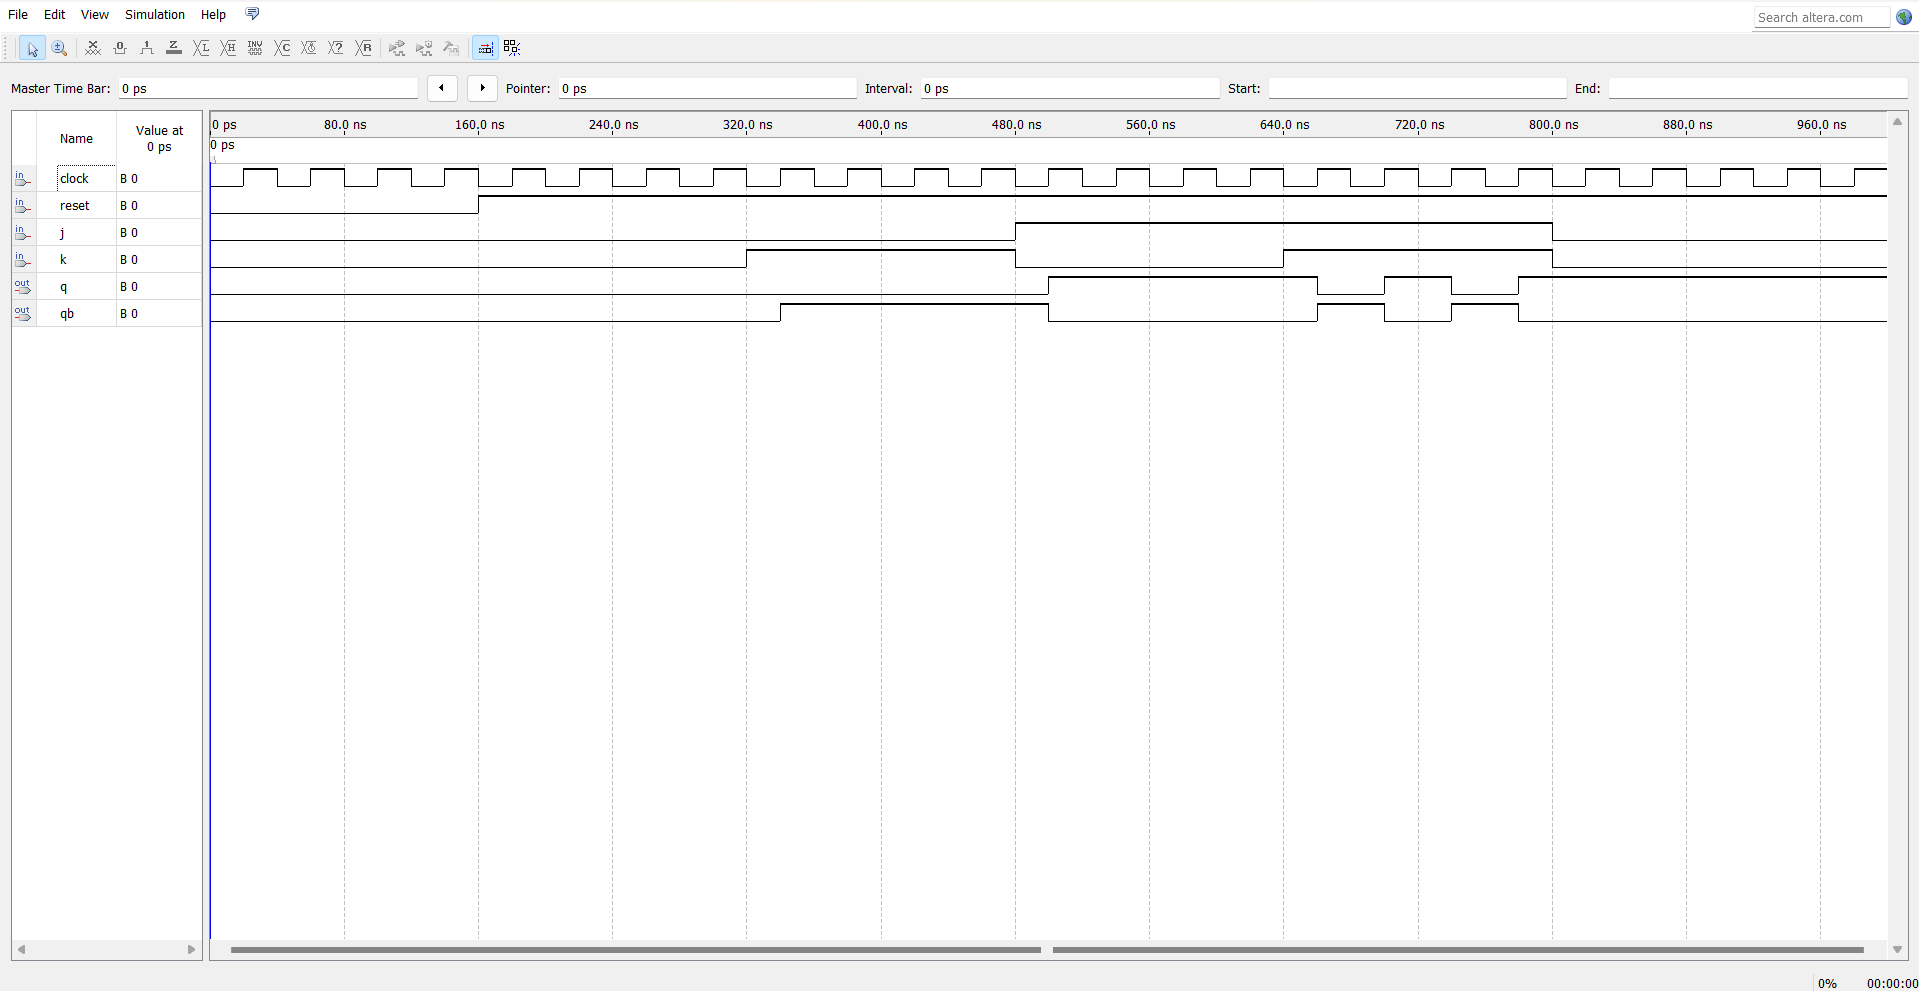 File Edit View Simulation Help
Search altera.com
Master Time Bar: 0 ps Pointer: 0 ps Interval: 0 ps Start: End:
Name Value at 0 ps
0 ps 80.0 ns 160.0 ns 240.0 ns 320.0 ns 400.0 ns 480.0 ns 560.0 ns 640.0 ns 720.0 ns 800.0 ns 880.0 ns 960.0 ns
0 ps
in clock B 0
in reset B 0
in j B 0
in k B 0
out q B 0
out qb B 0
0% 00:00:00